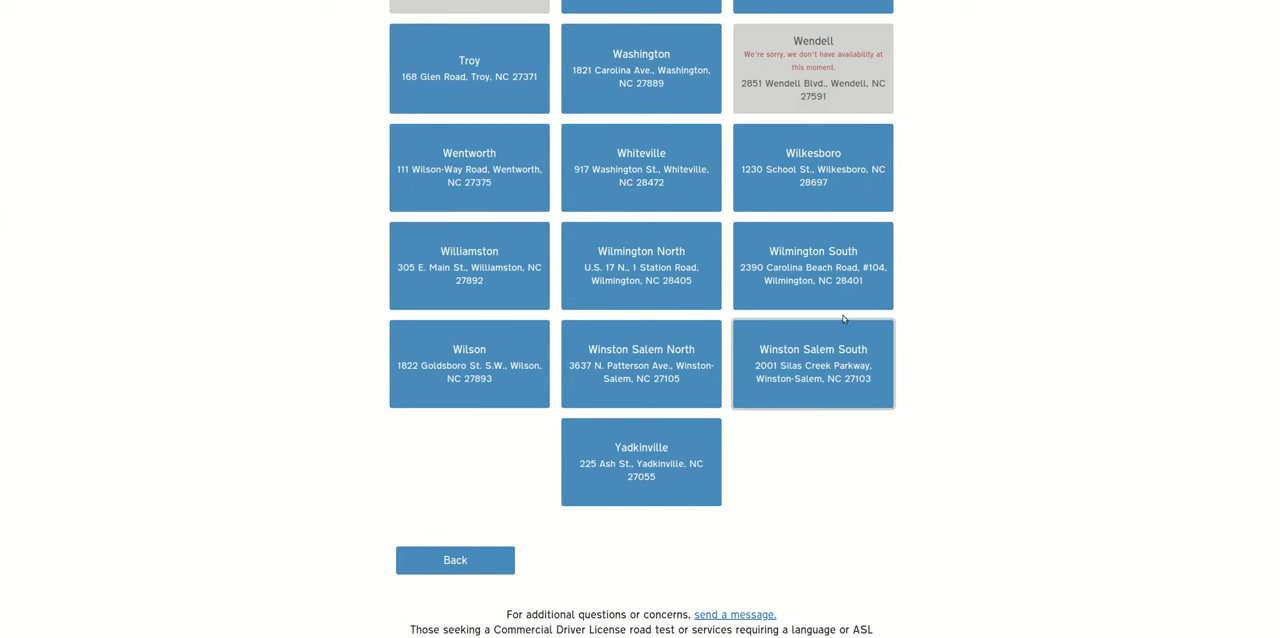 Troy
168 Glen Road, Troy, NC 27371
Washington
1821 Carolina Ave., Washington,
NC 27889
Wendell
We're sorry, we don't have availability at
this moment.
2851 Wendell Blvd., Wendell, NC
27591
Wentworth
111 Wilson-Way Road, Wentworth,
NC 27375
Whiteville
917 Washington St., Whiteville,
NC 28472
Wilkesboro
1230 School St., Wilkesboro, NC
28697
Williamston
305 E. Main St., Williamston, NC
27892
Wilmington North
U.S. 17 N., 1 Station Road,
Wilmington, NC 28405
Wilmington South
2390 Carolina Beach Road, #104,
Wilmington, NC 28401
Wilson
1822 Goldsboro St. S.W., Wilson,
NC 27893
Winston Salem North
3637 N. Patterson Ave., Winston-
Salem, NC 27105
Winston Salem South
2001 Silas Creek Parkway,
Winston-Salem, NC 27103
Yadkinville
225 Ash St., Yadkinville, NC
27055
Back
For additional questions or concerns, send a message.
Those seeking a Commercial Driver License road test or services requiring a language or ASL